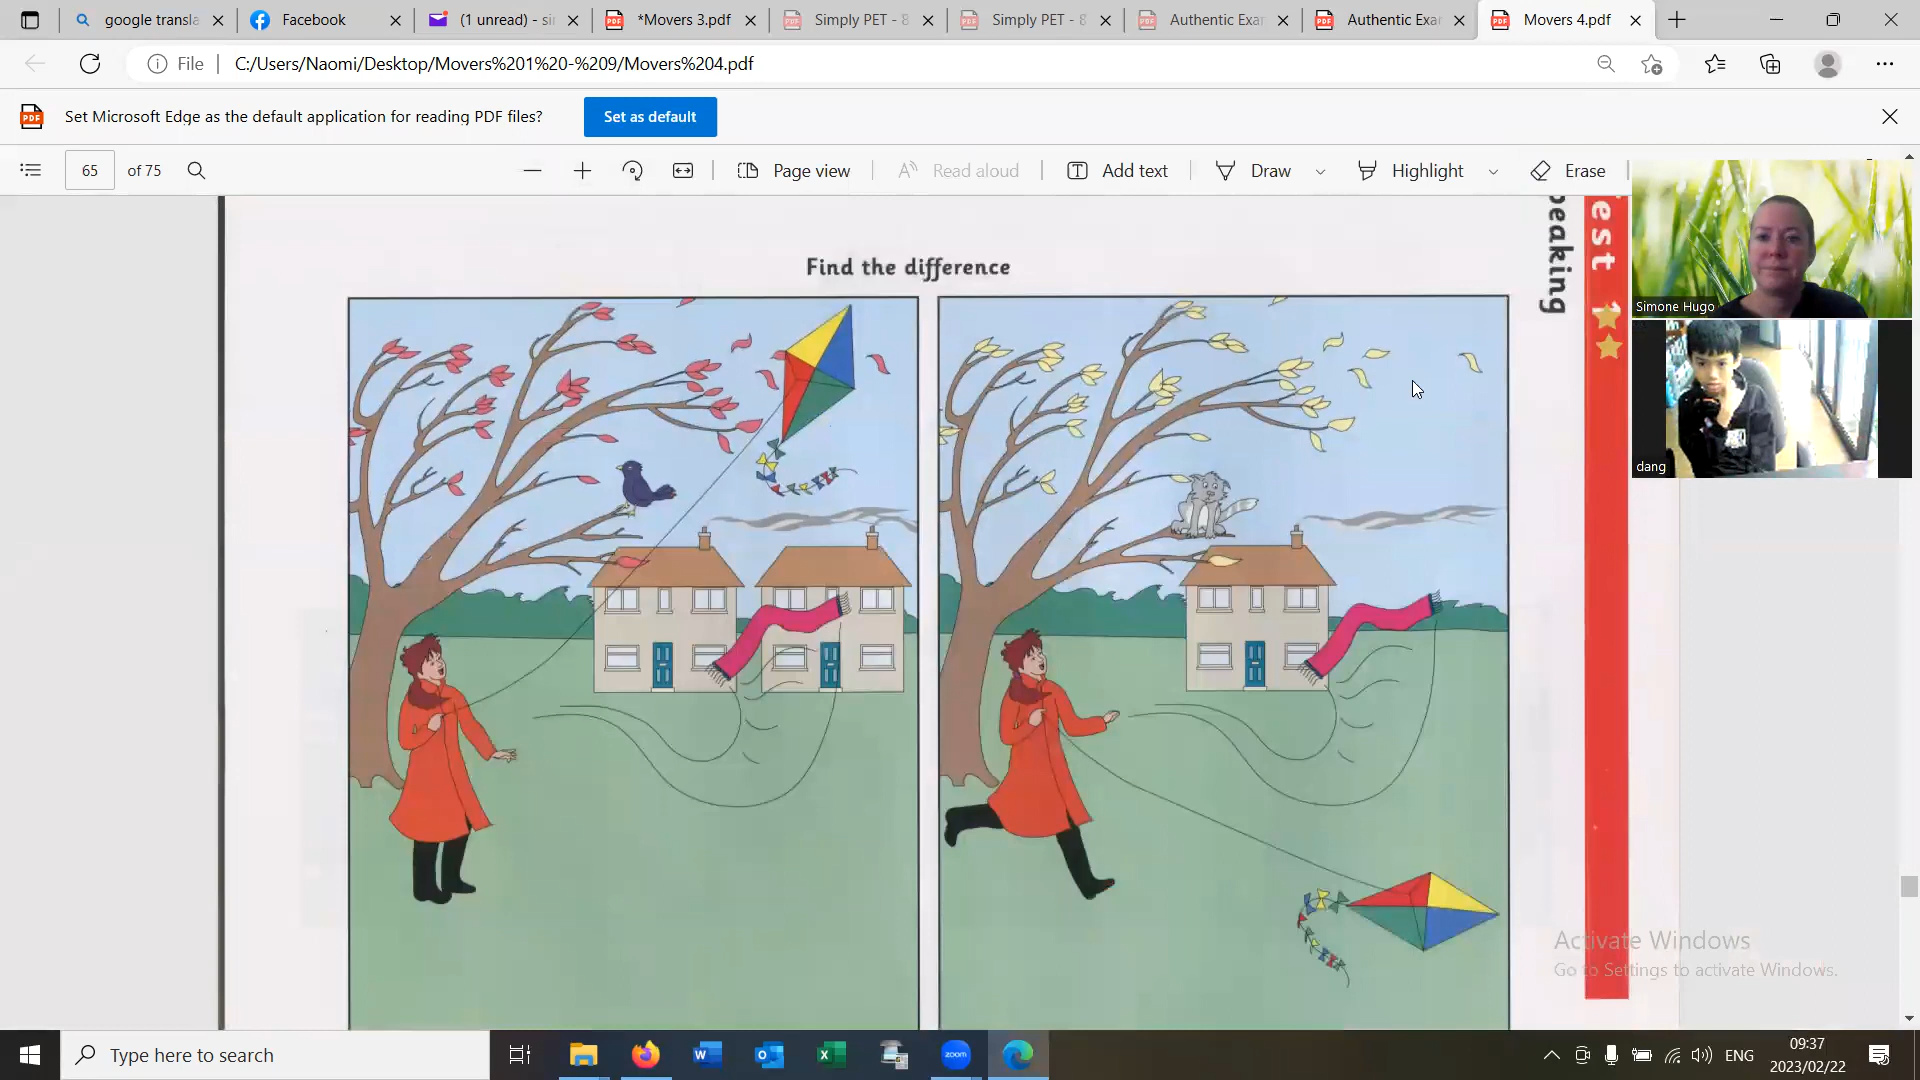 google transla
Facebook
(1 unread) - si
*Movers 3.pdf
Simply PET - 8
Simply PET - 8
Authentic Exa
Authentic Exa
Movers 4.pdf
File
C:/Users/Naomi/Desktop/Movers%201%20-%209/Movers%204.pdf
Set Microsoft Edge as the default application for reading PDF files?
Set as default
65 of 75
Page view
Read aloud
Add text
Draw
Highlight
Erase
est 1
peaking
Find the difference
Simone Hugo
dang
Activate Windows
Go to Settings to activate Windows.
Type here to search
zoom
ENG
09:37
2023/02/22